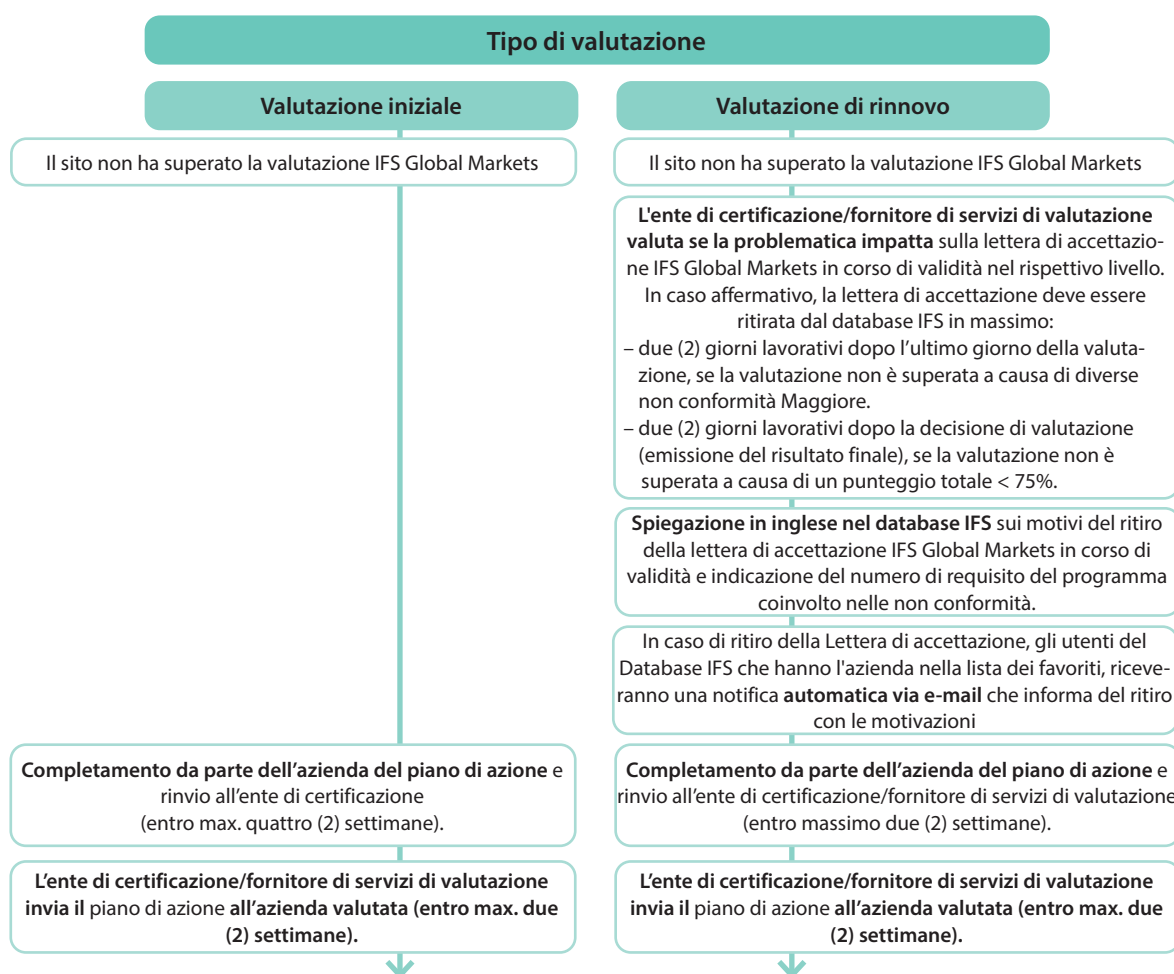 Tipo di valutazione
Valutazione iniziale
Il sito non ha superato la valutazione IFS Global Markets
Completamento da parte dell’azienda del piano di azione e
rinvio all’ente di certificazione
(entro max. quattro (2) settimane).
L’ente di certificazione/fornitore di servizi di valutazione
invia il piano di azione all’azienda valutata (entro max. due
(2) settimane).
Valutazione di rinnovo
Il sito non ha superato la valutazione IFS Global Markets
L'ente di certificazione/fornitore di servizi di valutazione
valuta se la problematica impatta sulla lettera di accettazio-
ne IFS Global Markets in corso di validità nel rispettivo livello.
In caso affermativo, la lettera di accettazione deve essere
ritirata dal database IFS in massimo:
– due (2) giorni lavorativi dopo l’ultimo giorno della valuta-
zione, se la valutazione non è superata a causa di diverse
non conformità Maggiore.
– due (2) giorni lavorativi dopo la decisione di valutazione
(emissione del risultato finale), se la valutazione non è
superata a causa di un punteggio totale < 75%.
Spiegazione in inglese nel database IFS sui motivi del ritiro
della lettera di accettazione IFS Global Markets in corso di
validità e indicazione del numero di requisito del programma
coinvolto nelle non conformità.
In caso di ritiro della Lettera di accettazione, gli utenti del
Database IFS che hanno l'azienda nella lista dei favoriti, riceve-
ranno una notifica automatica via e-mail che informa del ritiro
con le motivazioni
Completamento da parte dell’azienda del piano di azione e
rinvio all’ente di certificazione/fornitore di servizi di valutazione
(entro massimo due (2) settimane).
L’ente di certificazione/fornitore di servizi di valutazione
invia il piano di azione all’azienda valutata (entro max. due
(2) settimane).